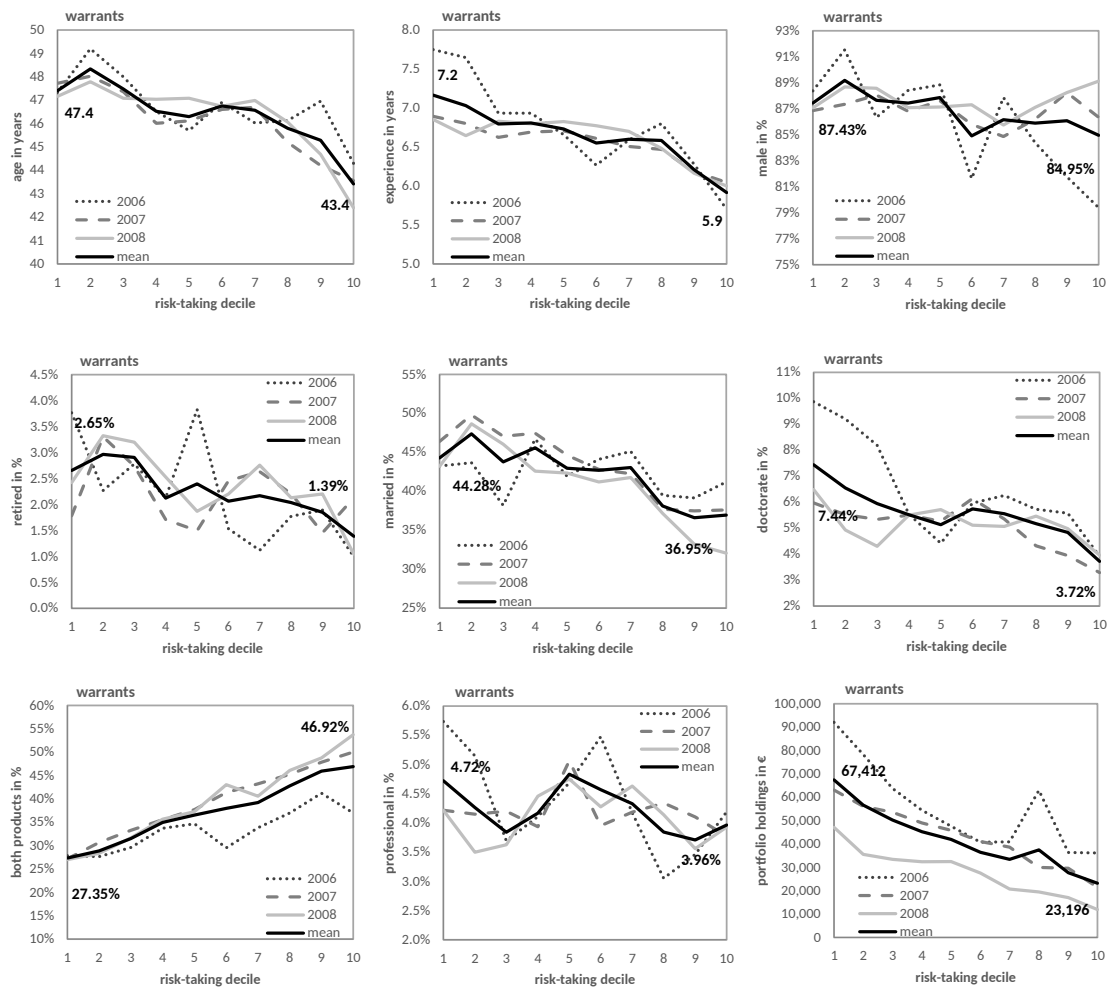 warrants
50
49
48
47
46
45
44
43
42
41
40
age in years
47.4
43.4
2006
2007
2008
mean
1 2 3 4 5 6 7 8 9 10
risk-taking decile
warrants
8.0
7.5
7.0
6.5
6.0
5.5
5.0
experience in years
7.2
5.9
2006
2007
2008
mean
1 2 3 4 5 6 7 8 9 10
risk-taking decile
warrants
93%
91%
89%
87%
85%
83%
81%
79%
77%
75%
male in %
87.43%
84,95%
2006
2007
2008
mean
1 2 3 4 5 6 7 8 9 10
risk-taking decile
warrants
4.5%
4.0%
3.5%
3.0%
2.5%
2.0%
1.5%
1.0%
0.5%
0.0%
retired in %
2006
2007
2008
mean
2.65%
1.39%
1 2 3 4 5 6 7 8 9 10
risk-taking decile
warrants
55%
50%
45%
40%
35%
30%
25%
married in %
44.28%
36.95%
2006
2007
2008
mean
1 2 3 4 5 6 7 8 9 10
risk-taking decile
warrants
11%
10%
9%
8%
7%
6%
5%
4%
3%
2%
doctorate in %
2006
2007
2008
mean
7.44%
3.72%
1 2 3 4 5 6 7 8 9 10
risk-taking decile
warrants
60%
55%
50%
45%
40%
35%
30%
25%
20%
15%
10%
both products in %
46.92%
27.35%
2006
2007
2008
mean
1 2 3 4 5 6 7 8 9 10
risk-taking decile
warrants
6.0%
5.5%
5.0%
4.5%
4.0%
3.5%
3.0%
2.5%
2.0%
professional in %
2006
2007
2008
mean
4.72%
3.96%
1 2 3 4 5 6 7 8 9 10
risk-taking decile
warrants
100,000
90,000
80,000
70,000
60,000
50,000
40,000
30,000
20,000
10,000
0
portfolio holdings in €
67,412
23,196
2006
2007
2008
mean
1 2 3 4 5 6 7 8 9 10
risk-taking decile